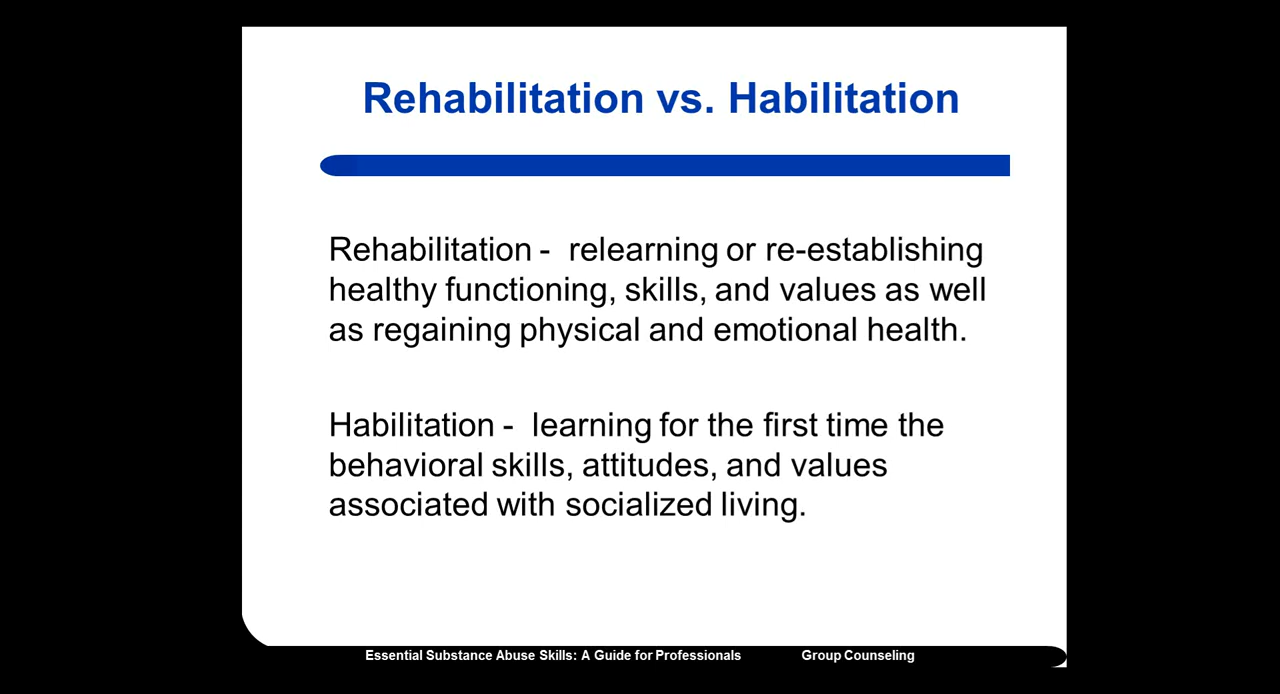 Rehabilitation vs. Habilitation
Rehabilitation -  relearning or re-establishing
healthy functioning, skills, and values as well
as regaining physical and emotional health.
Habilitation -  learning for the first time the
behavioral skills, attitudes, and values
associated with socialized living.
Essential Substance Abuse Skills: A Guide for Professionals Group Counseling